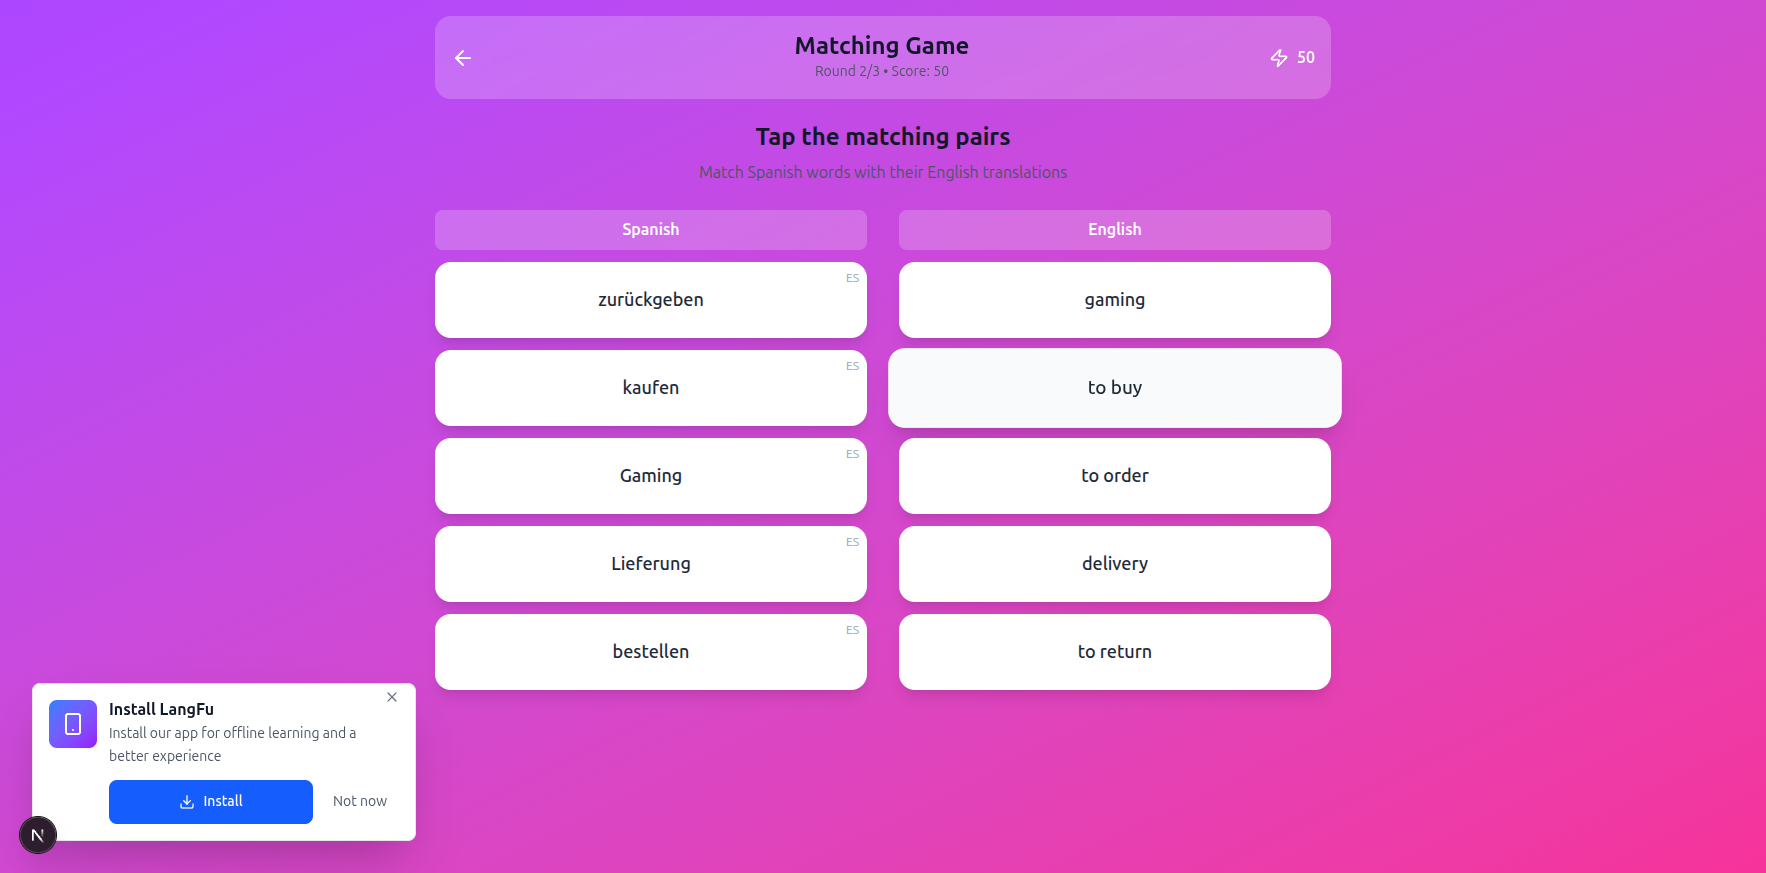 Matching Game
Round 2/3 • Score: 50
50
Tap the matching pairs
Match Spanish words with their English translations
Spanish
English
ES
zurückgeben
gaming
ES
kaufen
to buy
ES
Gaming
to order
ES
Lieferung
delivery
ES
bestellen
to return
Install LangFu
Install our app for offline learning and a
better experience
Install
Not now
N